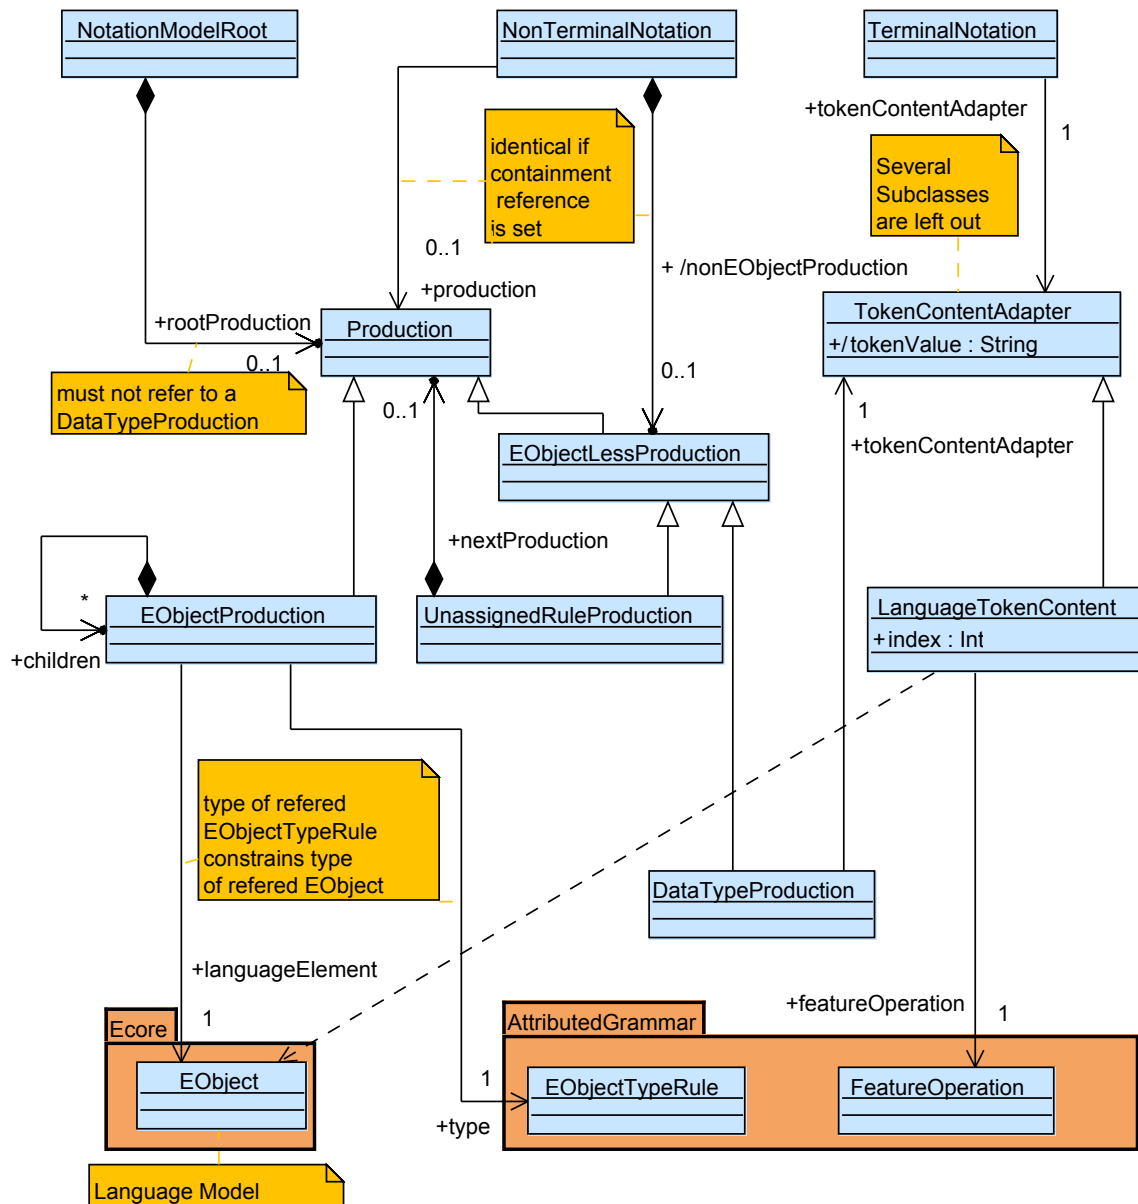 NotationModelRoot
NonTerminalNotation
TerminalNotation
+tokenContentAdapter
1
identical if
containment
reference
is set
Several
Subclasses
are left out
0..1
+ /nonEObjectProduction
+production
+rootProduction
0..1
Production
TokenContentAdapter
+/ tokenValue : String
must not refer to a
DataTypeProduction
0..1
0..1
1
+tokenContentAdapter
EObjectLessProduction
+nextProduction
*
EObjectProduction
+children
UnassignedRuleProduction
LanguageTokenContent
+index : Int
type of refered
EObjectTypeRule
constrains type
of refered EObject
DataTypeProduction
+languageElement
1
+featureOperation
1
Ecore
EObject
AttributedGrammar
1
+type
EObjectTypeRule
FeatureOperation
Language Model